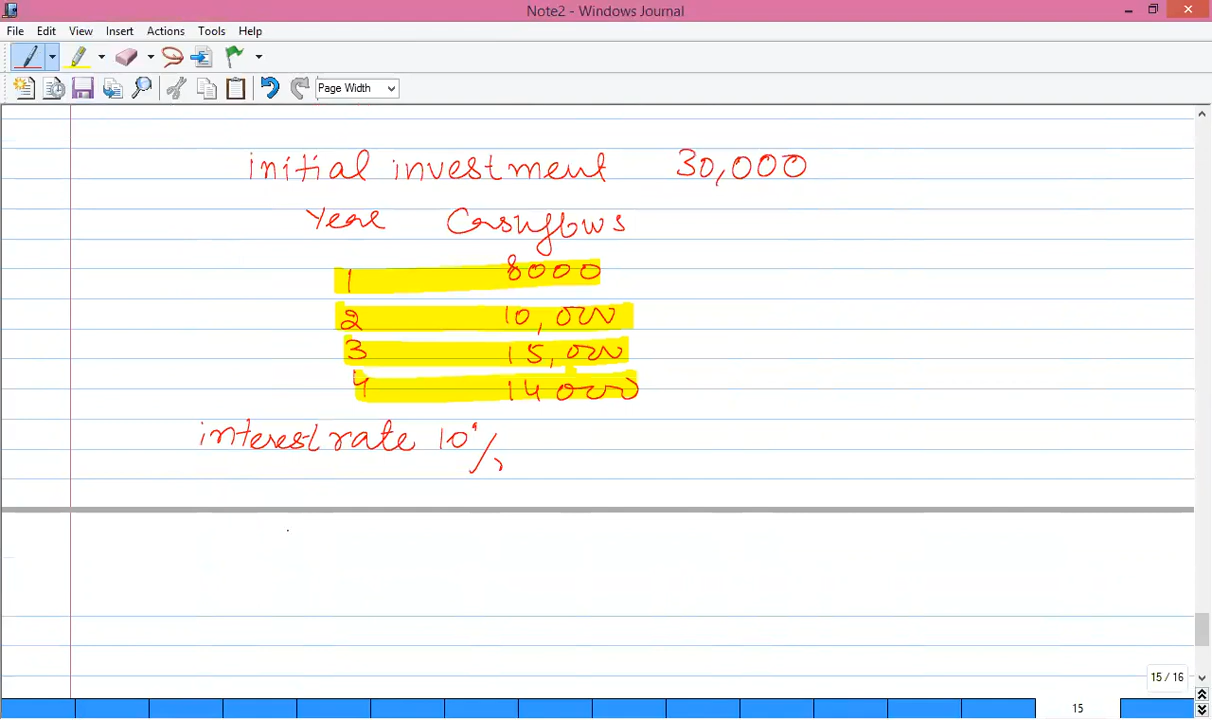 Note2 - Windows Journal
File Edit View Insert Actions Tools Help
Page Width
initial investment 30,000
Year Cashflows
1 8000
2 10,000
3 15,000
4 14000
interest rate 10%
15 / 16
15